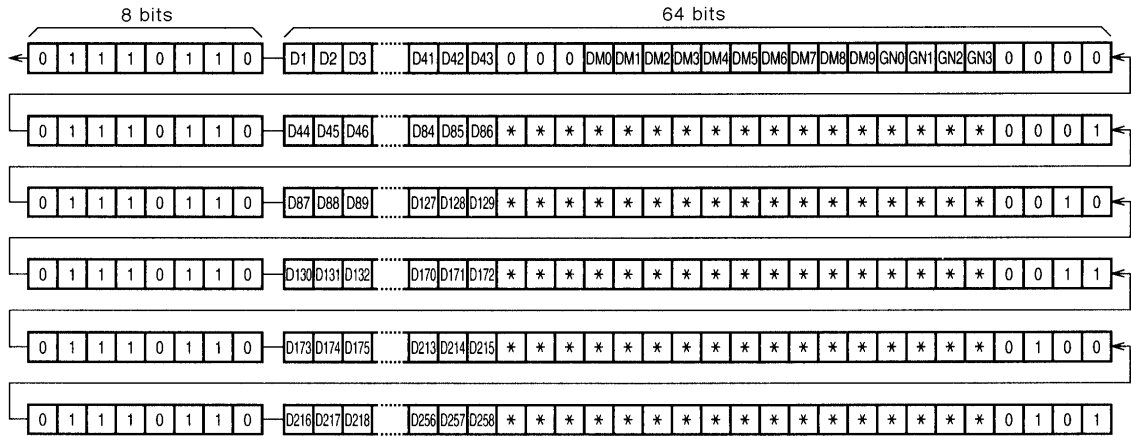 8 bits 64 bits
0 1 1 1 0 1 1 0 D1 D2 D3 D41 D42 D43 0 0 0 DM0 DM1 DM2 DM3 DM4 DM5 DM6 DM7 DM8 DM9 GN0 GN1 GN2 GN3 0 0 0 0
0 1 1 1 0 1 1 0 D44 D45 D46 D84 D85 D86 * * * * * * * * * * * * * * * * * 0 0 0 1
0 1 1 1 0 1 1 0 D87 D88 D89 D127 D128 D129 * * * * * * * * * * * * * * * * * 0 0 1 0
0 1 1 1 0 1 1 0 D130 D131 D132 D170 D171 D172 * * * * * * * * * * * * * * * * * 0 0 1 1
0 1 1 1 0 1 1 0 D173 D174 D175 D213 D214 D215 * * * * * * * * * * * * * * * * * 0 1 0 0
0 1 1 1 0 1 1 0 D216 D217 D218 D256 D257 D258 * * * * * * * * * * * * * * * * * 0 1 0 1